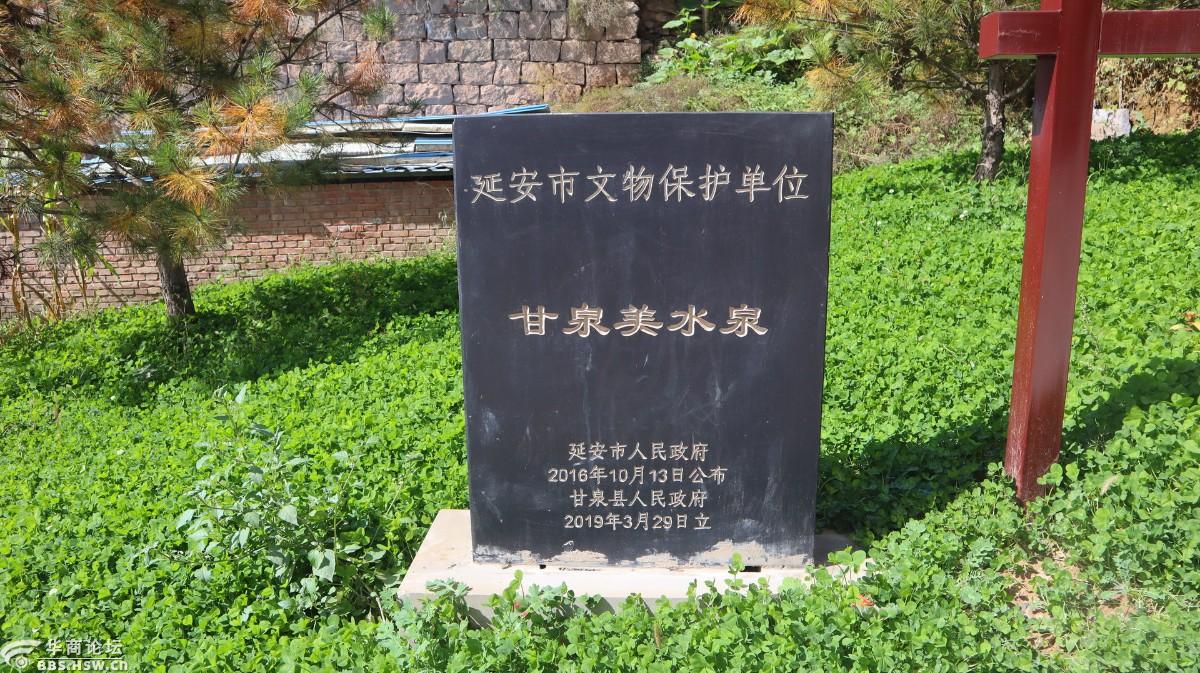 延安市文物保护单位
甘泉美水泉
延安市人民政府
2016年10月13日公布
甘泉县人民政府
2019年3月29日立
华商论坛
bbs.HSW.cn